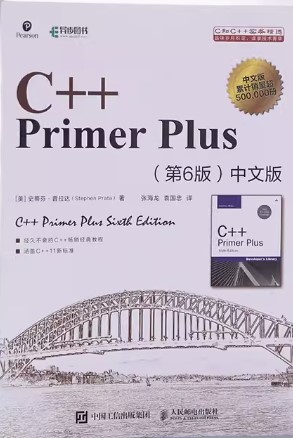 Pearson
异步图书
C和C++实务精选
中文版
累计销量超
500,000册
C++
Primer Plus
（第6版）中文版
[美] 史蒂芬·普拉达（Stephen Prata） 著
张海龙 袁国忠 译
C++ Primer Plus Sixth Edition
■ 经久不衰的C++畅销经典教程
■ 涵盖C++11新标准
C++
Primer Plus
Developer's Library
中国工信出版集团
人民邮电出版社